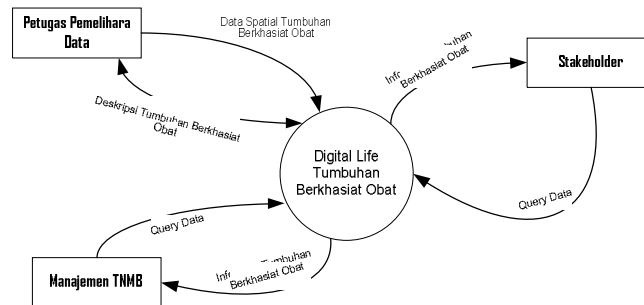 Petugas Pemelihara
Data
Data Spatial Tumbuhan
Berkhasiat Obat
Berkhasiat Obat
Stakeholder
Deskripsi Tumbuhan Berkhasiat
Obat
Digital Life
Tumbuhan
Berkhasiat Obat
Query Data
Query Data
Berkhasiat Obat
Manajemen TNMB